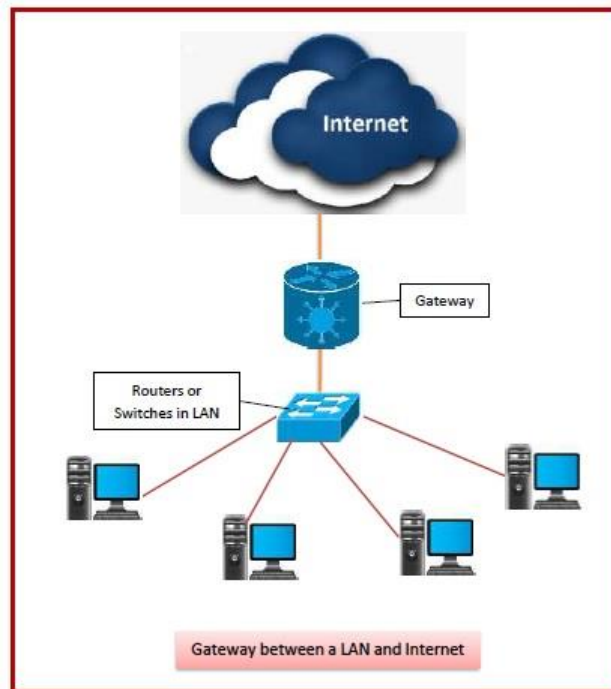 Internet
Gateway
Routers or
Switches in LAN
Gateway between a LAN and Internet